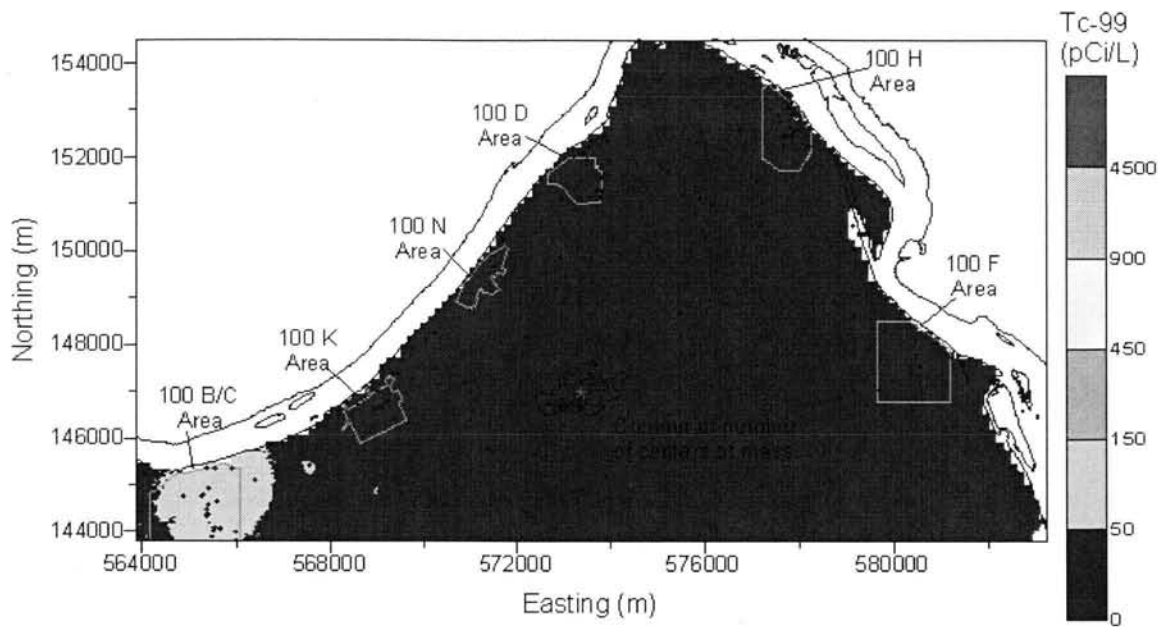 Tc-99
(pCi/L)
4500
900
450
150
50
0
Northing (m)
154000
152000
150000
148000
146000
144000
564000
568000
572000
576000
580000
Easting (m)
100 H
Area
100 D
Area
100 N
Area
100 F
Area
100 K
Area
100 B/C
Area
Contour of number
of centers of mass